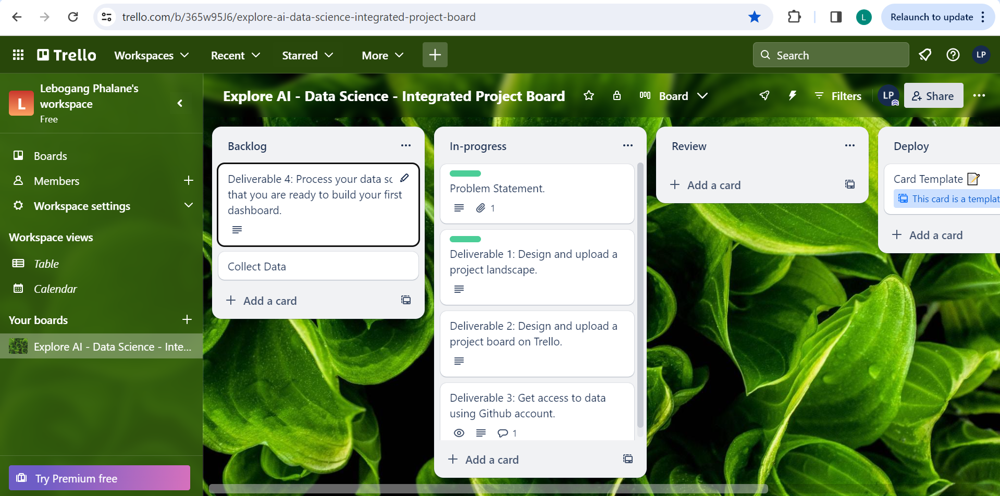 trello.com/b/365w95J6/explore-ai-data-science-integrated-project-board
L
Relaunch to update
Trello
Workspaces
Recent
Starred
More
Search
LP
L
Lebogang Phalane's
workspace
Free
Explore AI - Data Science - Integrated Project Board
Board
Filters
LP
Share
Boards
Members
Workspace settings
Workspace views
Table
Calendar
Your boards
Explore AI - Data Science - Inte...
Try Premium free
Backlog
Deliverable 4: Process your data so
that you are ready to build your first
dashboard.
Collect Data
Add a card
In-progress
Problem Statement.
1
Deliverable 1: Design and upload a
project landscape.
Deliverable 2: Design and upload a
project board on Trello.
Deliverable 3: Get access to data
using Github account.
1
Add a card
Review
Add a card
Deploy
Card Template 📝
This card is a templat
Add a card